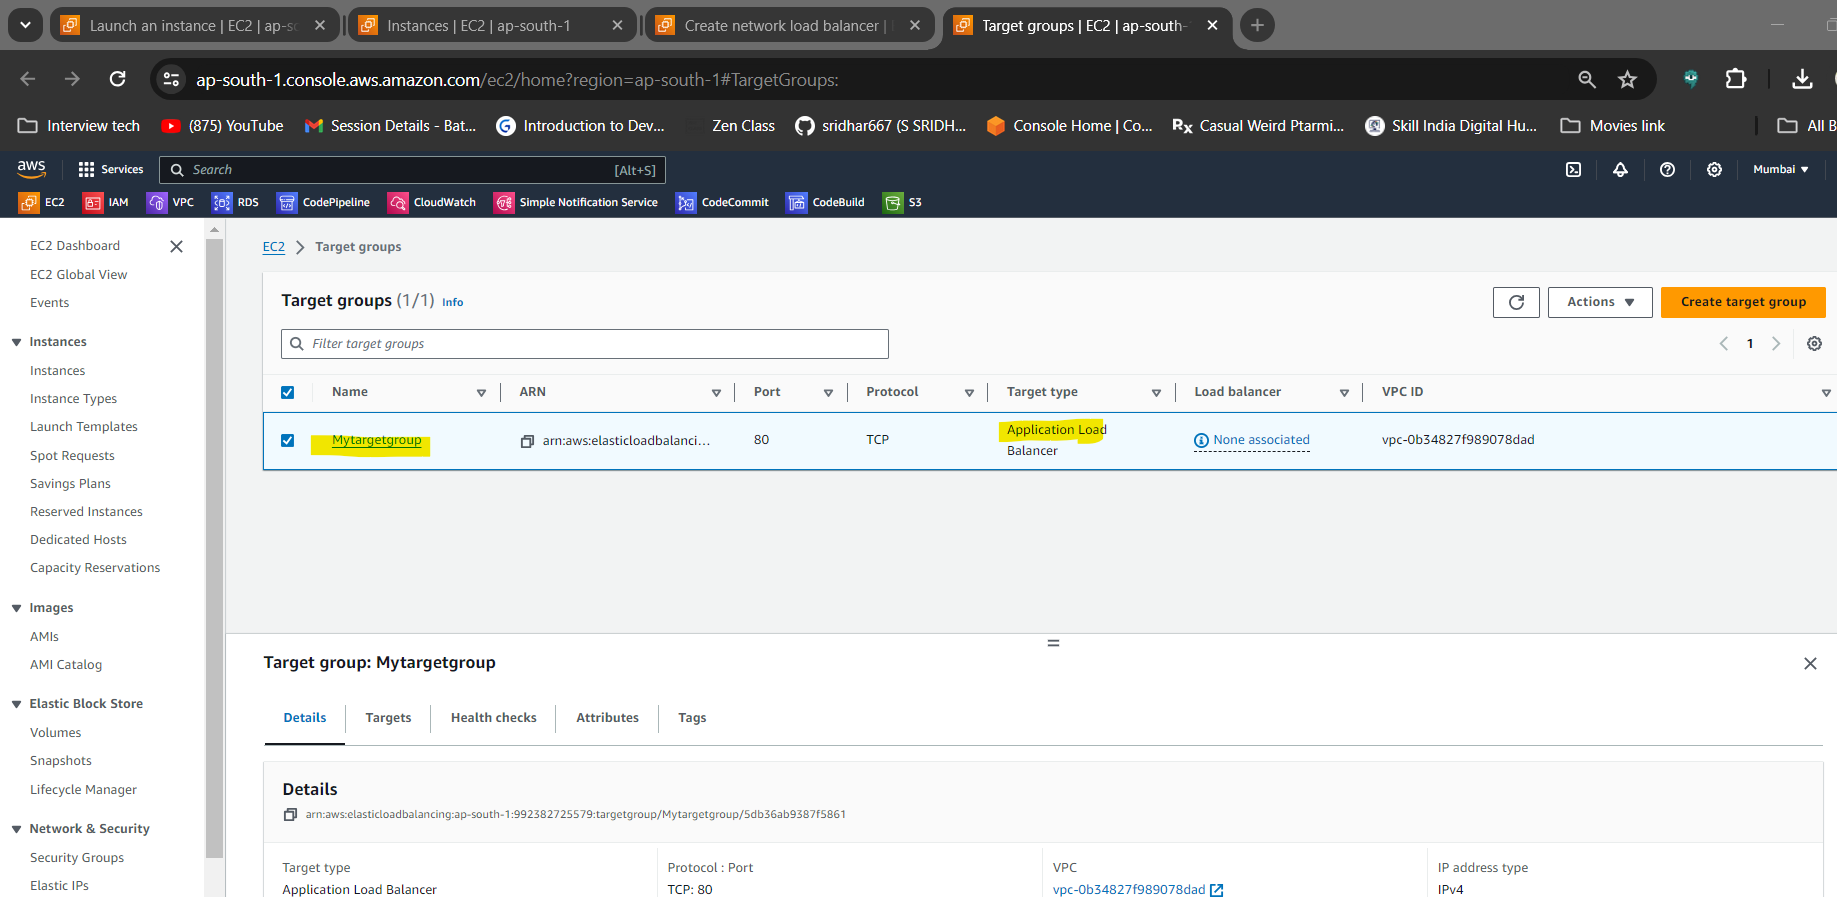 Launch an instance | EC2 | ap-so
Instances | EC2 | ap-south-1
Create network load balancer |
Target groups | EC2 | ap-south-
ap-south-1.console.aws.amazon.com/ec2/home?region=ap-south-1#TargetGroups:
Interview tech
(875) YouTube
Session Details - Bat...
Introduction to Dev...
Zen Class
sridhar667 (S SRIDH...
Console Home | Co...
Rx Casual Weird Ptarmi...
Skill India Digital Hu...
Movies link
All B
aws
Services
Search [Alt+S]
Mumbai
EC2
IAM
VPC
RDS
CodePipeline
CloudWatch
Simple Notification Service
CodeCommit
CodeBuild
S3
EC2 Dashboard
EC2 Global View
Events
Instances
Instances
Instance Types
Launch Templates
Spot Requests
Savings Plans
Reserved Instances
Dedicated Hosts
Capacity Reservations
Images
AMIs
AMI Catalog
Elastic Block Store
Volumes
Snapshots
Lifecycle Manager
Network & Security
Security Groups
Elastic IPs
EC2 > Target groups
Target groups (1/1) Info
Actions
Create target group
Filter target groups
1
Name ARN Port Protocol Target type Load balancer VPC ID
Mytargetgroup arn:aws:elasticloadbalanci... 80 TCP Application Load Balancer None associated vpc-0b34827f989078dad
Target group: Mytargetgroup
Details Targets Health checks Attributes Tags
Details
arn:aws:elasticloadbalancing:ap-south-1:992382725579:targetgroup/Mytargetgroup/5db36ab9387f5861
Target type
Application Load Balancer
Protocol : Port
TCP: 80
VPC
vpc-0b34827f989078dad
IP address type
IPv4